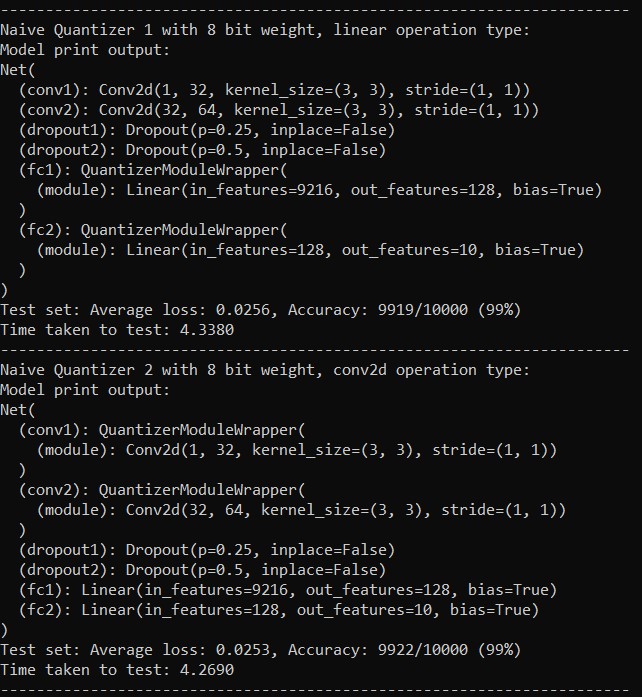 ----------------------------------------------------------------------
Naive Quantizer 1 with 8 bit weight, linear operation type:
Model print output:
Net(
  (conv1): Conv2d(1, 32, kernel_size=(3, 3), stride=(1, 1))
  (conv2): Conv2d(32, 64, kernel_size=(3, 3), stride=(1, 1))
  (dropout1): Dropout(p=0.25, inplace=False)
  (dropout2): Dropout(p=0.5, inplace=False)
  (fc1): QuantizerModuleWrapper(
    (module): Linear(in_features=9216, out_features=128, bias=True)
  )
  (fc2): QuantizerModuleWrapper(
    (module): Linear(in_features=128, out_features=10, bias=True)
  )
)
Test set: Average loss: 0.0256, Accuracy: 9919/10000 (99%)
Time taken to test: 4.3380
----------------------------------------------------------------------
Naive Quantizer 2 with 8 bit weight, conv2d operation type:
Model print output:
Net(
  (conv1): QuantizerModuleWrapper(
    (module): Conv2d(1, 32, kernel_size=(3, 3), stride=(1, 1))
  )
  (conv2): QuantizerModuleWrapper(
    (module): Conv2d(32, 64, kernel_size=(3, 3), stride=(1, 1))
  )
  (dropout1): Dropout(p=0.25, inplace=False)
  (dropout2): Dropout(p=0.5, inplace=False)
  (fc1): Linear(in_features=9216, out_features=128, bias=True)
  (fc2): Linear(in_features=128, out_features=10, bias=True)
)
Test set: Average loss: 0.0253, Accuracy: 9922/10000 (99%)
Time taken to test: 4.2690
----------------------------------------------------------------------